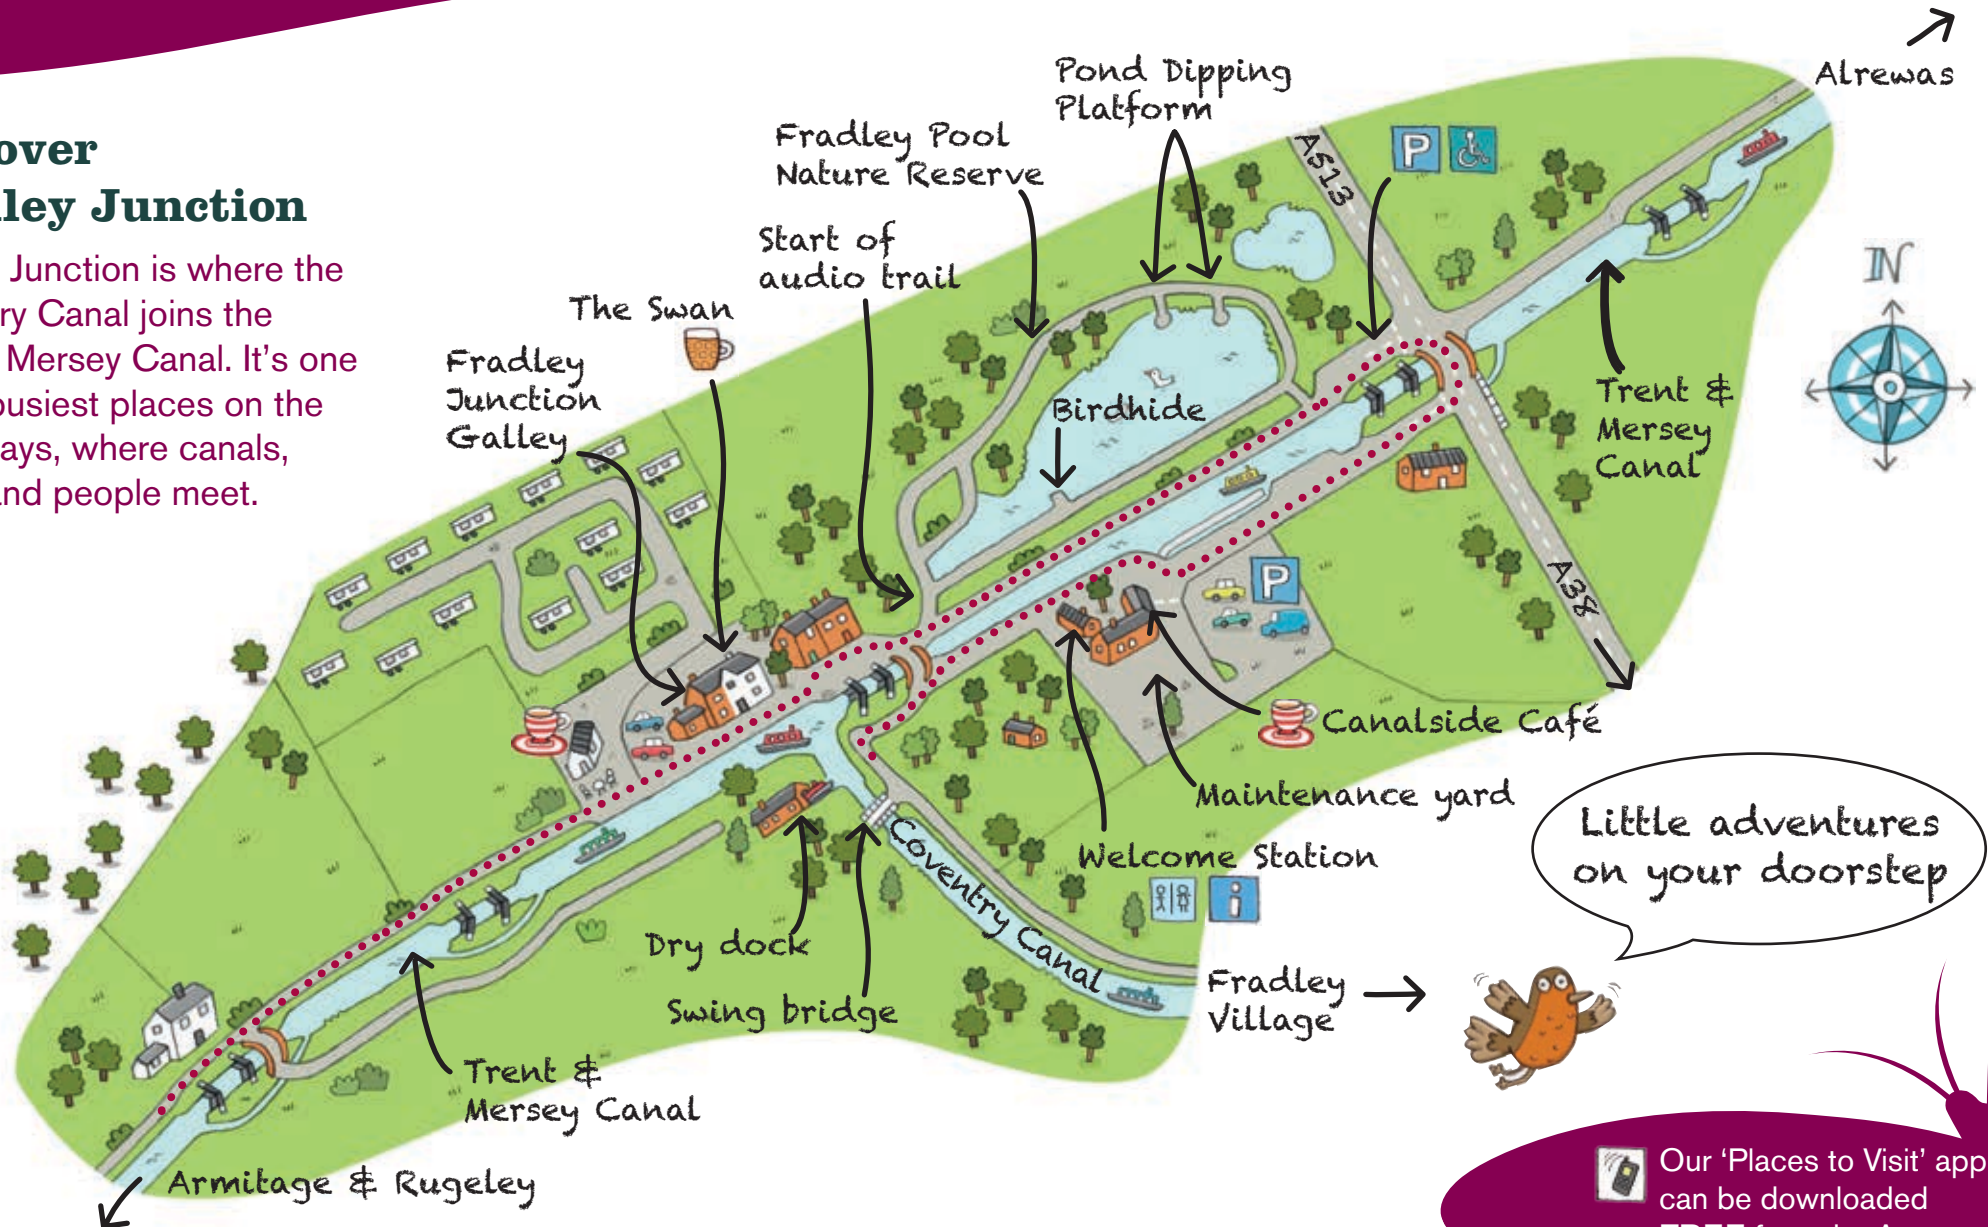 over
lley Junction
Junction is where the
ry Canal joins the
Mersey Canal. It's one
busiest places on the
ays, where canals,
and people meet.
Alrewas
Pond Dipping
Platform
Fradley Pool
Nature Reserve
Start of
audio trail
The Swan
Fradley
Junction
Galley
Birdhide
A513
P
N
Trent &
Mersey
Canal
A38
P
Canalside Café
Maintenance yard
Welcome Station
i
Coventry Canal
Dry dock
Swing bridge
Fradley
Village
Trent &
Mersey Canal
Armitage & Rugeley
Little adventures
on your doorstep
Our ‘Places to Visit’ app
can be downloaded